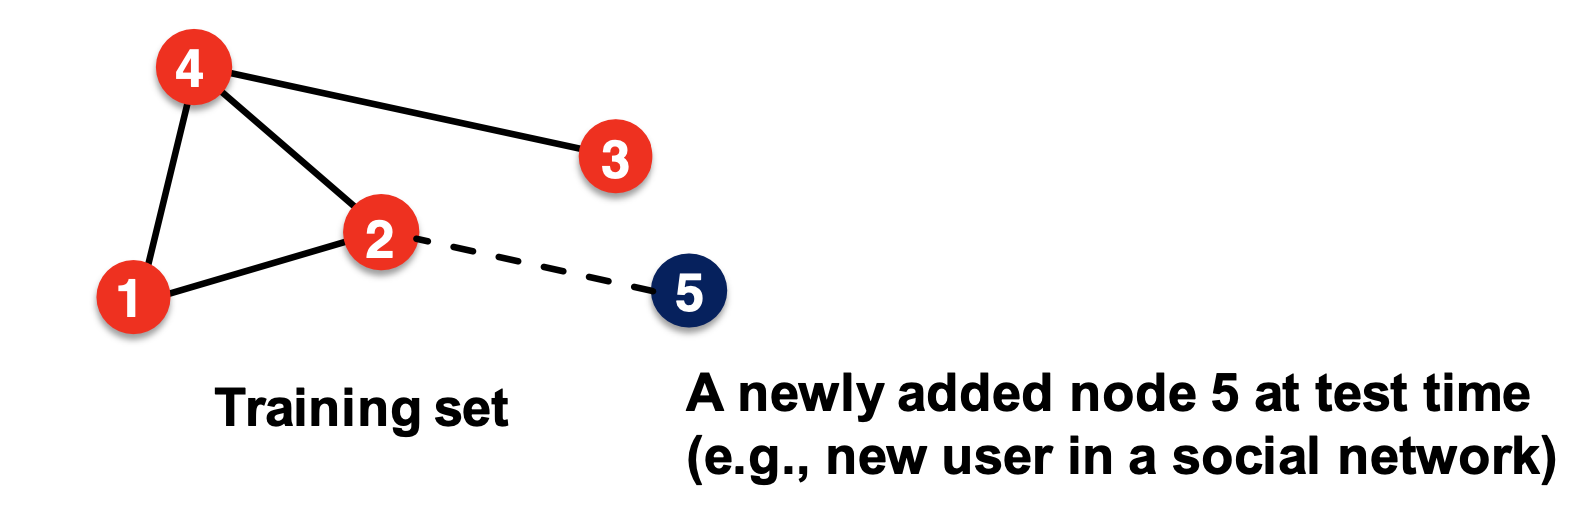 4
3
2
1
5
Training set
A newly added node 5 at test time
(e.g., new user in a social network)